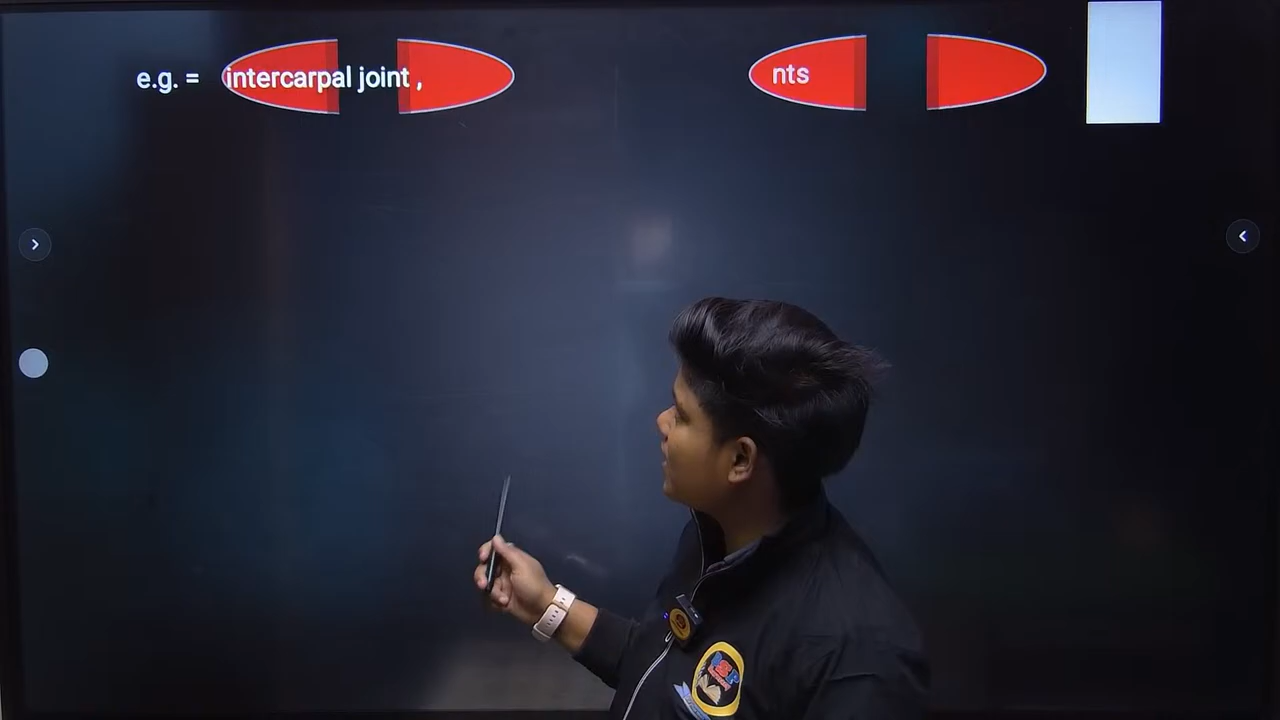 e.g. = intercarpal joint , nts